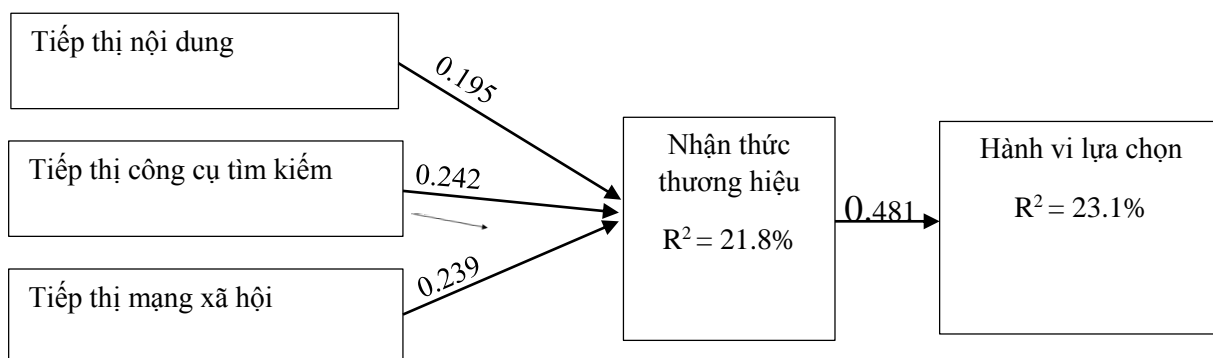 Tiếp thị nội dung
0.195
Tiếp thị công cụ tìm kiếm
0.242
Tiếp thị mạng xã hội
0.239
Nhận thức
thương hiệu
R² = 21.8%
0.481
Hành vi lựa chọn
R² = 23.1%